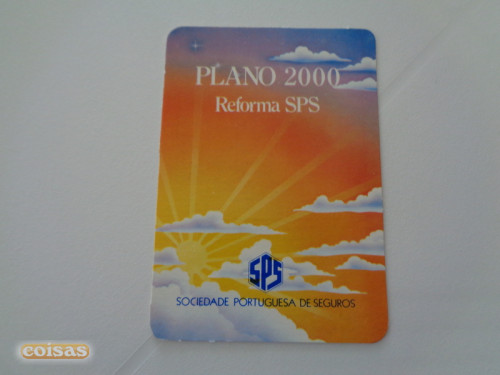 PLANO 2000
Reforma SPS
SPS
SOCIEDADE PORTUGUESA DE SEGUROS
coisas